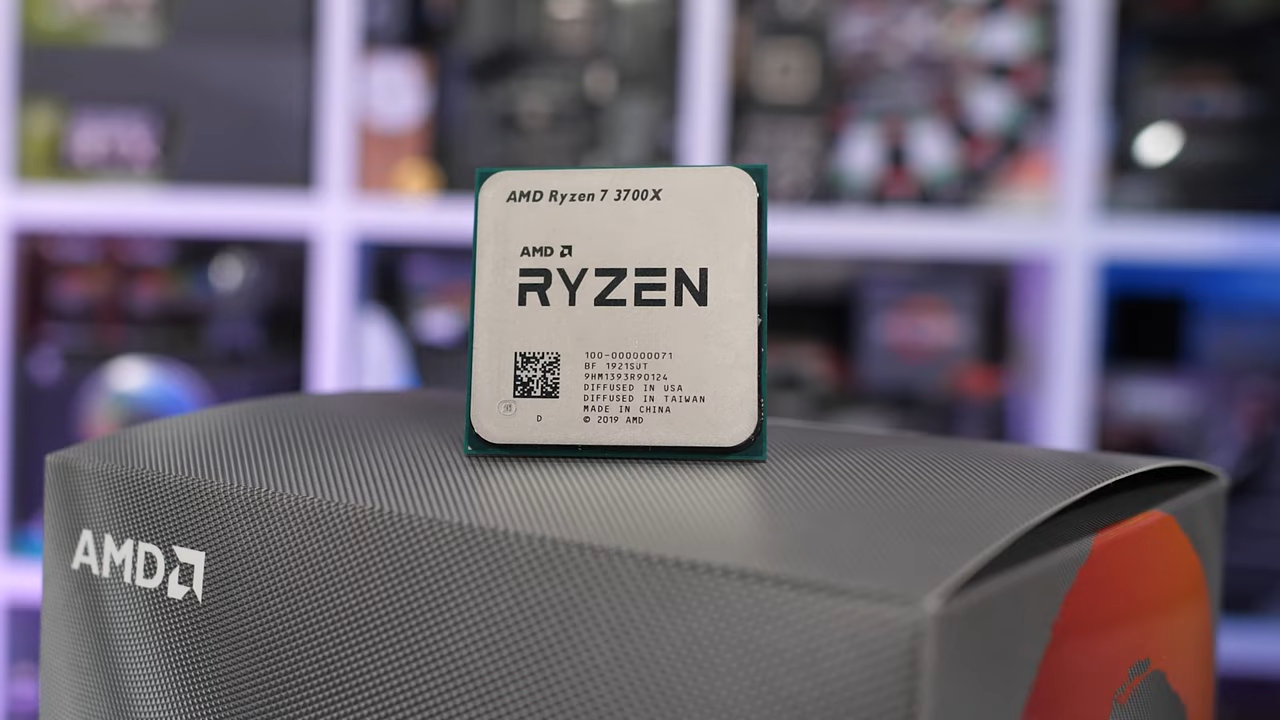 AMD Ryzen 7 3700X
AMD
RYZEN
100-000000071
BF 1921SUT
9HM1393R90124
DIFFUSED IN USA
DIFFUSED IN TAIWAN
MADE IN CHINA
© 2019 AMD
D
AMD